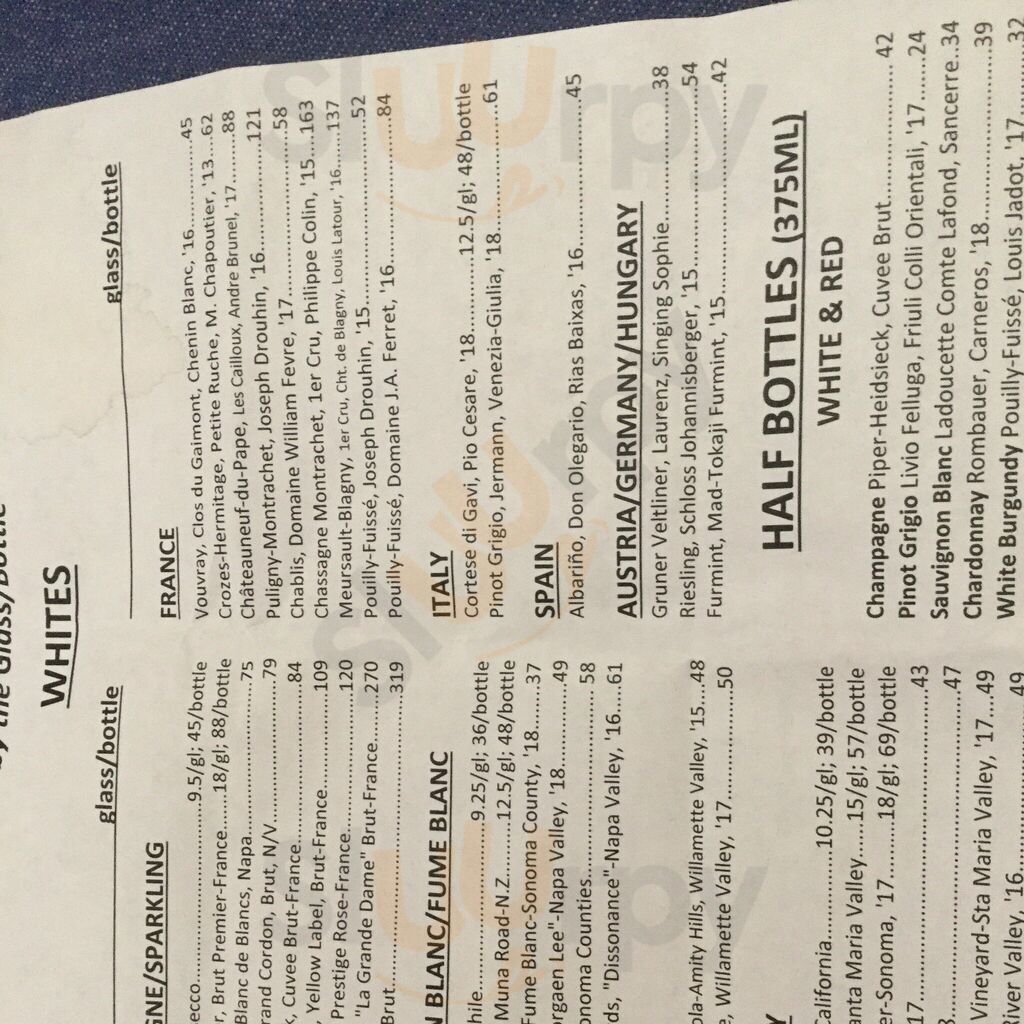 by the Glass/Bottle
WHITES
glass/bottle
/SPARKLING
9.5/gl; 45/bottle
Brut Premier-France.....18/gl; 88/bottle
Blanc de Blancs, Napa..........75
Cordon, Brut, N/V..........79
Cuvee Brut-France..........84
Yellow Label, Brut-France..........109
Prestige Rose-France..........120
"La Grande Dame" Brut-France.....270
Brut..........319
BLANC/FUME BLANC
..........9.25/gl; 36/bottle
Muna Road-N-Z.....12.5/gl; 48/bottle
Blanc-Sonoma County, '18.....37
Lee"-Napa Valley, '18..........49
Counties..........58
"Dissonance"-Napa Valley, '16.....61
Amity Hills, Willamette Valley, '15...48
Willamette Valley, '17..........50
..........10.25/gl; 39/bottle
Maria Valley.....15/gl; 57/bottle
Sonoma, '17.....18/gl; 69/bottle
..........43
..........47
Vineyard-Sta Maria Valley, '17...49
Valley, '16..........49
glass/bottle
FRANCE
Vouvray, Clos du Gaimont, Chenin Blanc, '16..........45
Crozes-Hermitage, Petite Ruche, M. Chapoutier, '13....62
Châteauneuf-du-Pape, Les Cailloux, Andre Brunel, '17.......88
Puligny-Montrachet, Joseph Drouhin, '16..........121
Chablis, Domaine William Fevre, '17..........58
Chassagne Montrachet, 1er Cru, Philippe Colin, '15....163
Meursault-Blagny, 1er Cru, Cht. de Blagny, Louis Latour, '16.....137
Pouilly-Fuissé, Joseph Drouhin, '15..........52
Pouilly-Fuissé, Domaine J.A. Ferret, '16..........84
ITALY
Cortese di Gavi, Pio Cesare, '18..........12.5/gl; 48/bottle
Pinot Grigio, Jermann, Venezia-Giulia, '18..........61
SPAIN
Albariño, Don Olegario, Rias Baixas, '16..........45
AUSTRIA/GERMANY/HUNGARY
Gruner Veltliner, Laurenz, Singing Sophie..........38
Riesling, Schloss Johannisberger, '15..........54
Furmint, Mad-Tokaji Furmint, '15..........42
HALF BOTTLES (375ML)
WHITE & RED
Champagne Piper-Heidsieck, Cuvee Brut.......... 42
Pinot Grigio Livio Felluga, Friuli Colli Orientali, '17......24
Sauvignon Blanc Ladoucette Comte Lafond, Sancerre..34
Chardonnay Rombauer, Carneros, '18..........39
White Burgundy Pouilly-Fuissé, Louis Jadot, '17......32
slurrpy
slurrpy
slurrpy